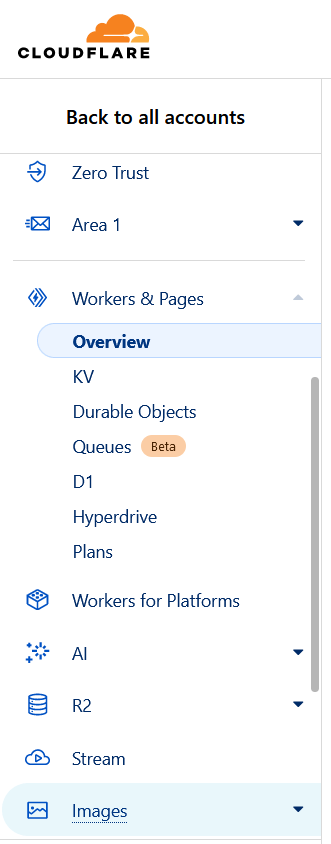 CLOUDFLARE
Back to all accounts
Zero Trust
Area 1
Workers & Pages
Overview
KV
Durable Objects
Queues Beta
D1
Hyperdrive
Plans
Workers for Platforms
AI
R2
Stream
Images